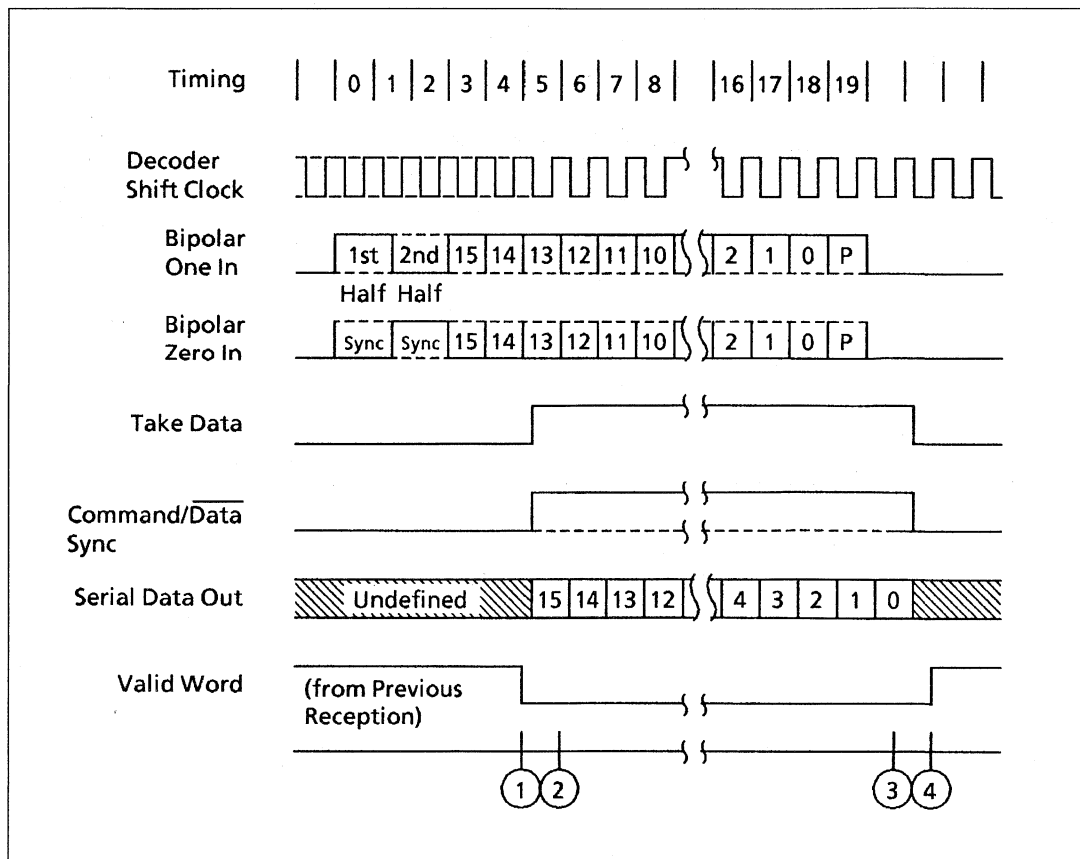 Timing 0 1 2 3 4 5 6 7 8 16 17 18 19
Decoder
Shift Clock
Bipolar
One In
1st 2nd 15 14 13 12 11 10 2 1 0 P
Half Half
Bipolar
Zero In
Sync Sync 15 14 13 12 11 10 2 1 0 P
Take Data
Command/D̅a̅t̅a̅
Sync
Serial Data Out Undefined 15 14 13 12 4 3 2 1 0
Valid Word
(from Previous
Reception)
1 2 3 4